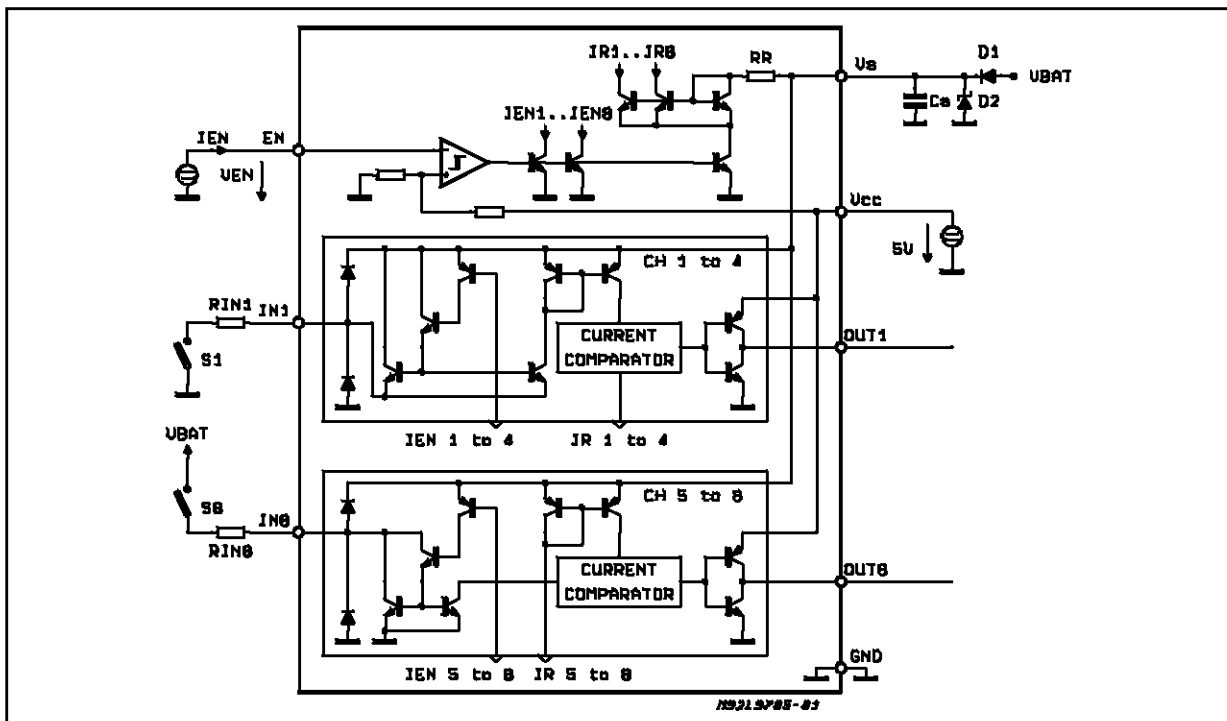 IR1..IR8
RR
Vs
D1
VBAT
Cs
D2
IEN1..IEN8
IEN
EN
VEN
Vcc
5V
CH 1 to 4
RIN1
IN1
S1
CURRENT
COMPARATOR
OUT1
IEN 1 to 4
IR 1 to 4
VBAT
CH 5 to 8
S8
IN8
RIN8
CURRENT
COMPARATOR
OUT8
IEN 5 to 8
IR 5 to 8
GND